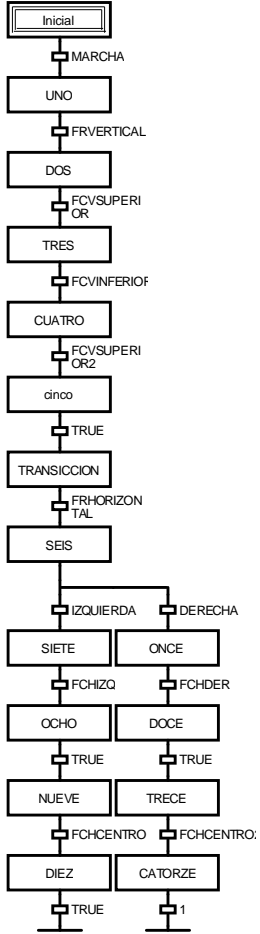 Inicial
MARCHA
UNO
FRVERTICAL
DOS
FCVSUPERI
OR
TRES
FCVINFERIOR
CUATRO
FCVSUPERI
OR2
cinco
TRUE
TRANSICCION
FRHORIZON
TAL
SEIS
IZQUIERDA DERECHA
SIETE ONCE
FCHIZQ FCHDER
OCHO DOCE
TRUE TRUE
NUEVE TRECE
FCHCENTRO FCHCENTRO2
DIEZ CATORZE
TRUE 1